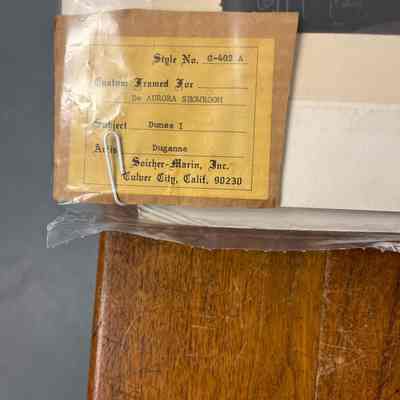 Style No. G-402 A
Custom Framed For
De AURORA SHOWROOM
Subject Dunes I
Artist Duganne
Soicher-Marin, Inc.
Culver City, Calif. 90230